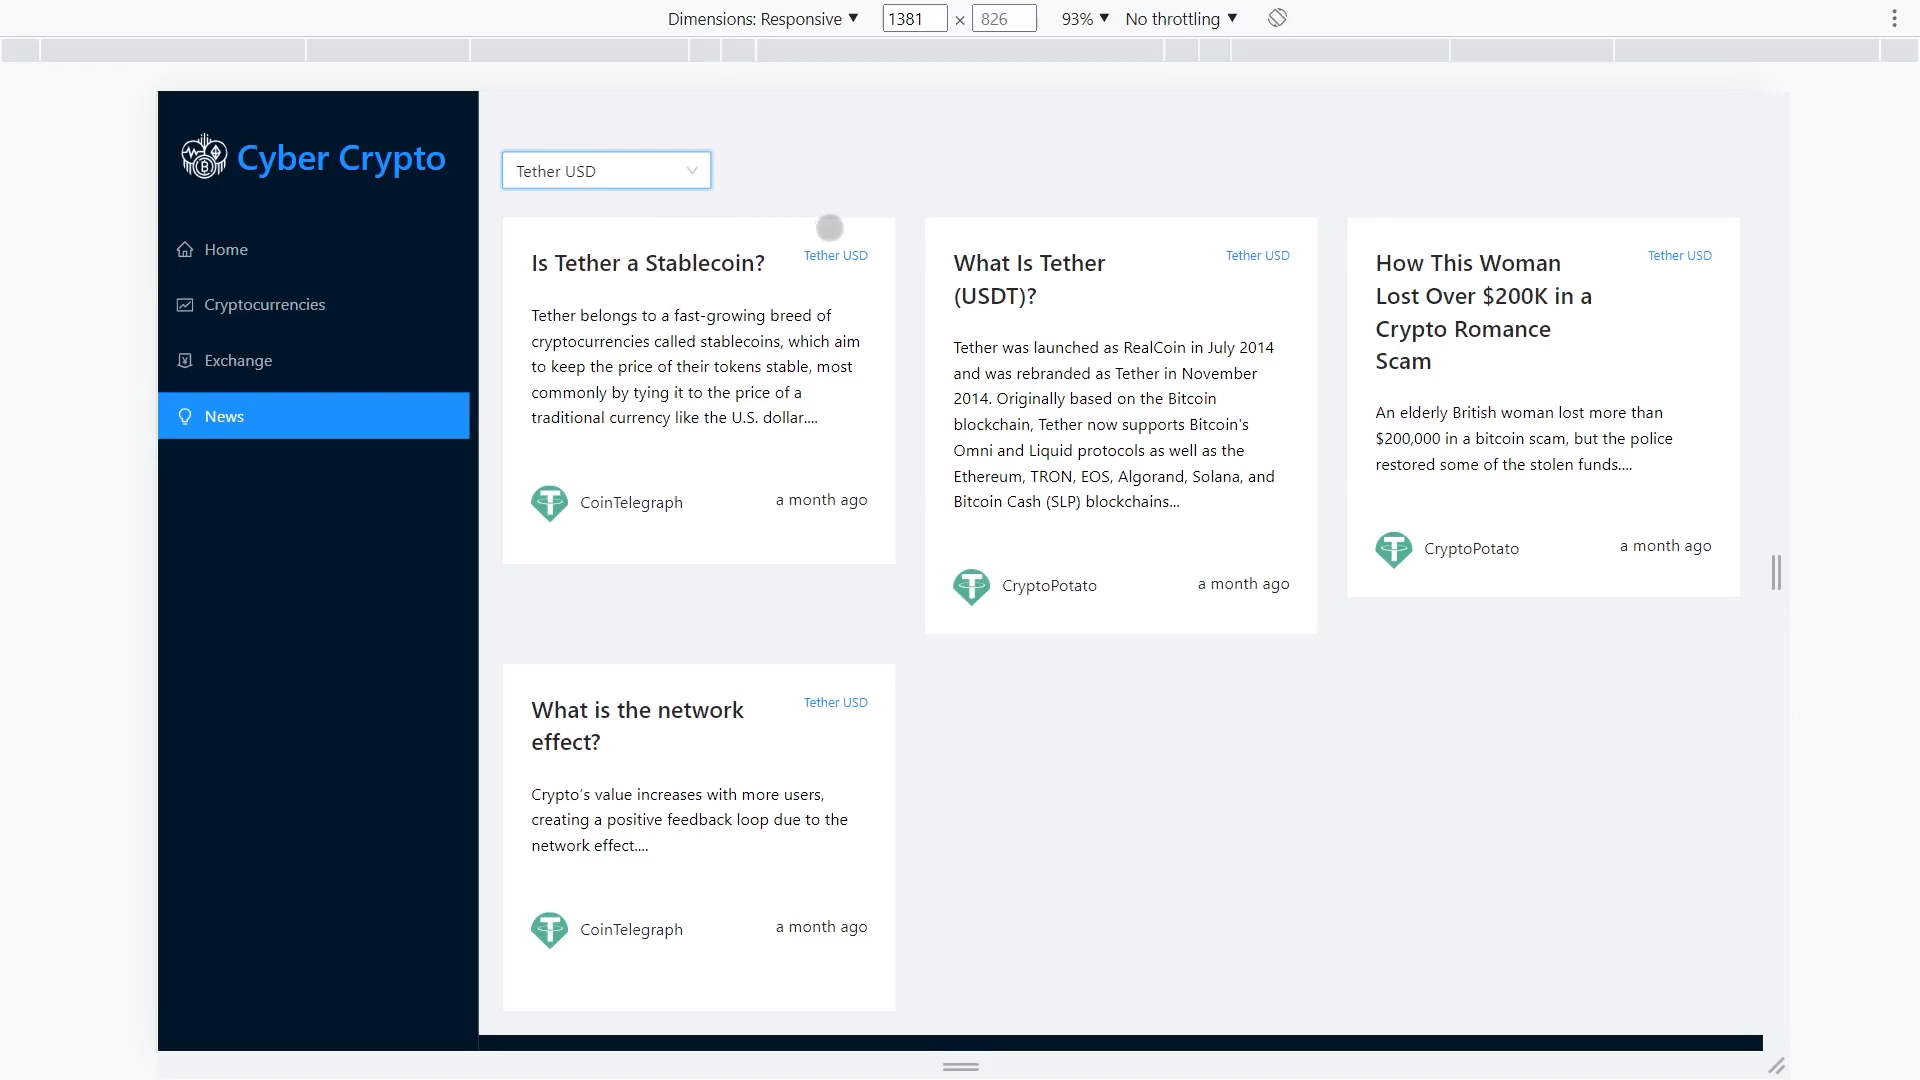 Dimensions: Responsive ▼ 1381 × 826 93% ▼ No throttling ▼
Cyber Crypto
Home
Cryptocurrencies
Exchange
News
Tether USD
Is Tether a Stablecoin?
Tether USD
Tether belongs to a fast-growing breed of
cryptocurrencies called stablecoins, which aim
to keep the price of their tokens stable, most
commonly by tying it to the price of a
traditional currency like the U.S. dollar....
CoinTelegraph
a month ago
What Is Tether
(USDT)?
Tether USD
Tether was launched as RealCoin in July 2014
and was rebranded as Tether in November
2014. Originally based on the Bitcoin
blockchain, Tether now supports Bitcoin's
Omni and Liquid protocols as well as the
Ethereum, TRON, EOS, Algorand, Solana, and
Bitcoin Cash (SLP) blockchains...
CryptoPotato
a month ago
How This Woman
Lost Over $200K in a
Crypto Romance
Scam
Tether USD
An elderly British woman lost more than
$200,000 in a bitcoin scam, but the police
restored some of the stolen funds....
CryptoPotato
a month ago
What is the network
effect?
Tether USD
Crypto’s value increases with more users,
creating a positive feedback loop due to the
network effect....
CoinTelegraph
a month ago